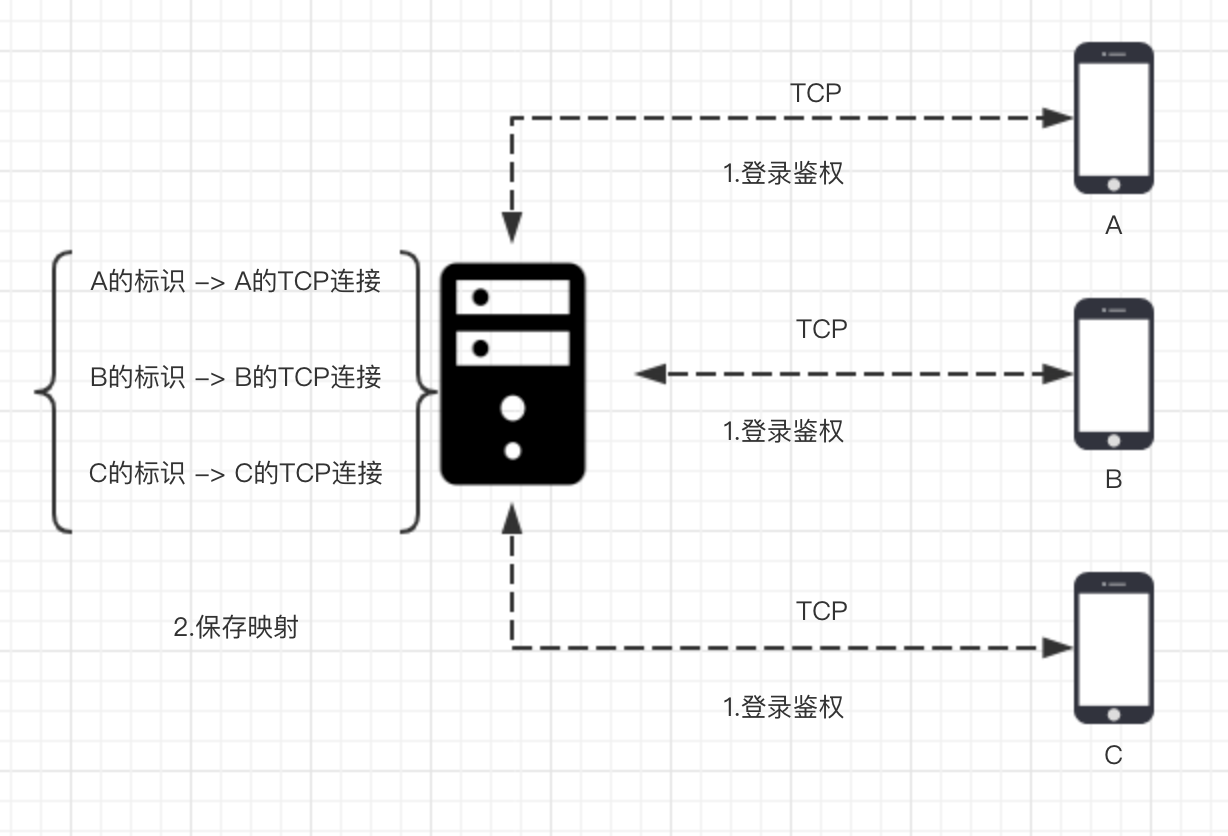 TCP
1.登录鉴权
A
A的标识 –> A的TCP连接
TCP
B的标识 –> B的TCP连接
1.登录鉴权
C的标识 –> C的TCP连接
B
TCP
2.保存映射
1.登录鉴权
C